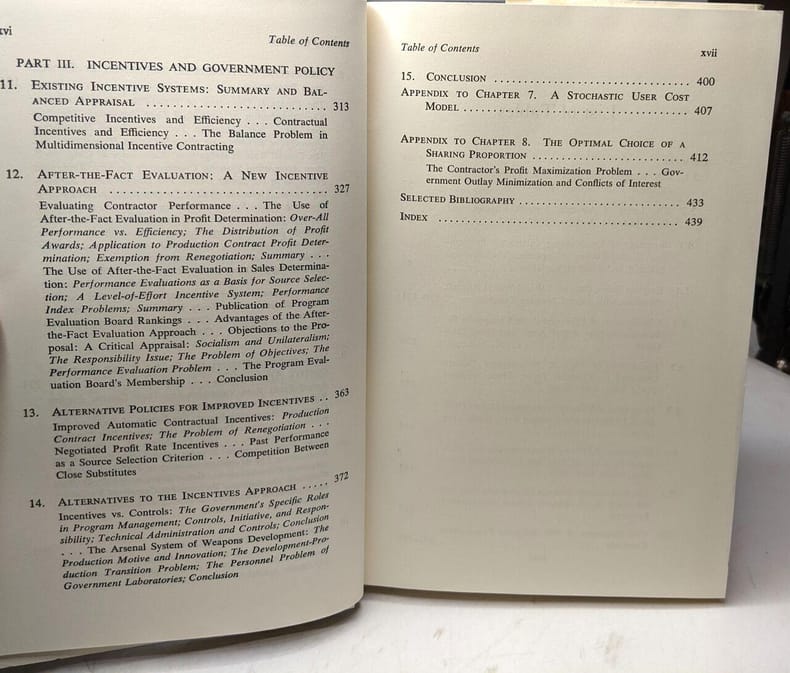 xvi
Table of Contents
PART III. INCENTIVES AND GOVERNMENT POLICY
11. EXISTING INCENTIVE SYSTEMS: SUMMARY AND BAL-
ANCED APPRAISAL . . . . . . . . . . . . . . . . . . . . . . . . . . . . 313
Competitive Incentives and Efficiency . . . Contractual
Incentives and Efficiency . . . The Balance Problem in
Multidimensional Incentive Contracting
12. AFTER-THE-FACT EVALUATION: A NEW INCENTIVE
APPROACH . . . . . . . . . . . . . . . . . . . . . . . . . . . . . . . . . . 327
Evaluating Contractor Performance . . . The Use of
After-the-Fact Evaluation in Profit Determination: Over-All
Performance vs. Efficiency; The Distribution of Profit
Awards; Application to Production Contract Profit Deter-
mination; Exemption from Renegotiation; Summary . . .
The Use of After-the-Fact Evaluation in Sales Determina-
tion: Performance Evaluations as a Basis for Source Selec-
tion; A Level-of-Effort Incentive System; Performance
Index Problems; Summary . . . Publication of Program
Evaluation Board Rankings . . . Advantages of the After-
the-Fact Evaluation Approach . . . Objections to the Pro-
posal: A Critical Appraisal: Socialism and Unilateralism;
The Responsibility Issue; The Problem of Objectives; The
Performance Evaluation Problem . . . The Program Eval-
uation Board's Membership . . . Conclusion
13. ALTERNATIVE POLICIES FOR IMPROVED INCENTIVES . . 363
Improved Automatic Contractual Incentives: Production
Contract Incentives; The Problem of Renegotiation . . .
Negotiated Profit Rate Incentives . . . Past Performance
as a Source Selection Criterion . . . Competition Between
Close Substitutes
14. ALTERNATIVES TO THE INCENTIVES APPROACH . . . . . 372
Incentives vs. Controls: The Government's Specific Roles
in Program Management; Controls, Initiative, and Respon-
sibility; Technical Administration and Controls; Conclusion
. . . The Arsenal System of Weapons Development: The
Production Motive and Innovation; The Development-Pro-
duction Transition Problem; The Personnel Problem of
Government Laboratories; Conclusion
Table of Contents
xvii
15. CONCLUSION . . . . . . . . . . . . . . . . . . . . . . . . . . . . . . 400
APPENDIX TO CHAPTER 7. A STOCHASTIC USER COST
MODEL . . . . . . . . . . . . . . . . . . . . . . . . . . . . . . . . . . . 407
APPENDIX TO CHAPTER 8. THE OPTIMAL CHOICE OF A
SHARING PROPORTION . . . . . . . . . . . . . . . . . . . . . . . 412
The Contractor's Profit Maximization Problem . . . Gov-
ernment Outlay Minimization and Conflicts of Interest
SELECTED BIBLIOGRAPHY . . . . . . . . . . . . . . . . . . . . . . . . . 433
INDEX . . . . . . . . . . . . . . . . . . . . . . . . . . . . . . . . . . . . . 439